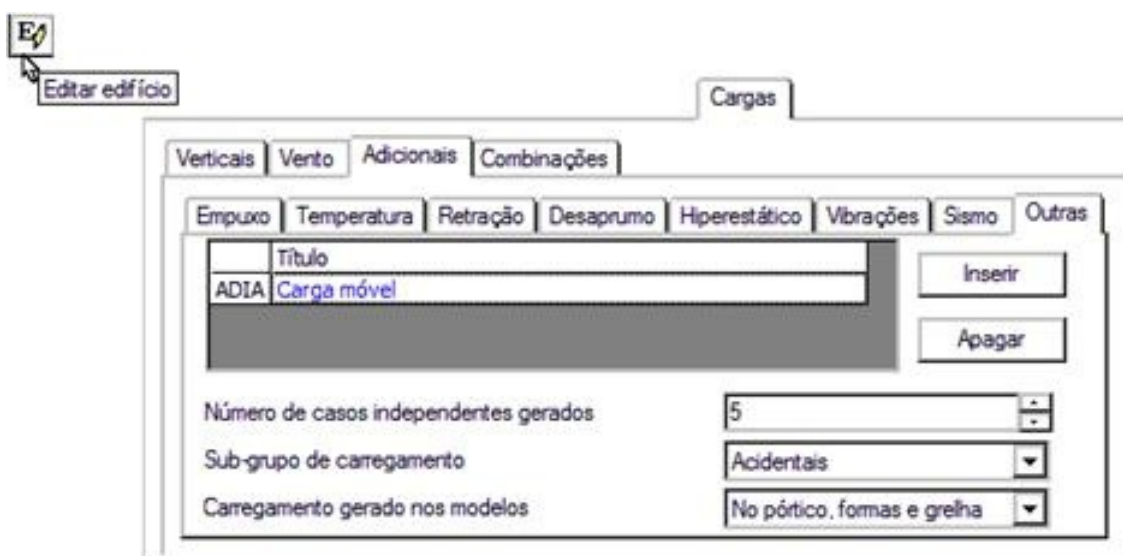 E
Editar edifício
Cargas
Verticais Vento Adicionais Combinações
Empuxo Temperatura Retração Desaprumo Hiperestático Vibrações Sismo Outras
Título
ADIA Carga móvel
Inserir
Apagar
Número de casos independentes gerados 5
Sub-grupo de carregamento Acidentais
Carregamento gerado nos modelos No pórtico, formas e grelha